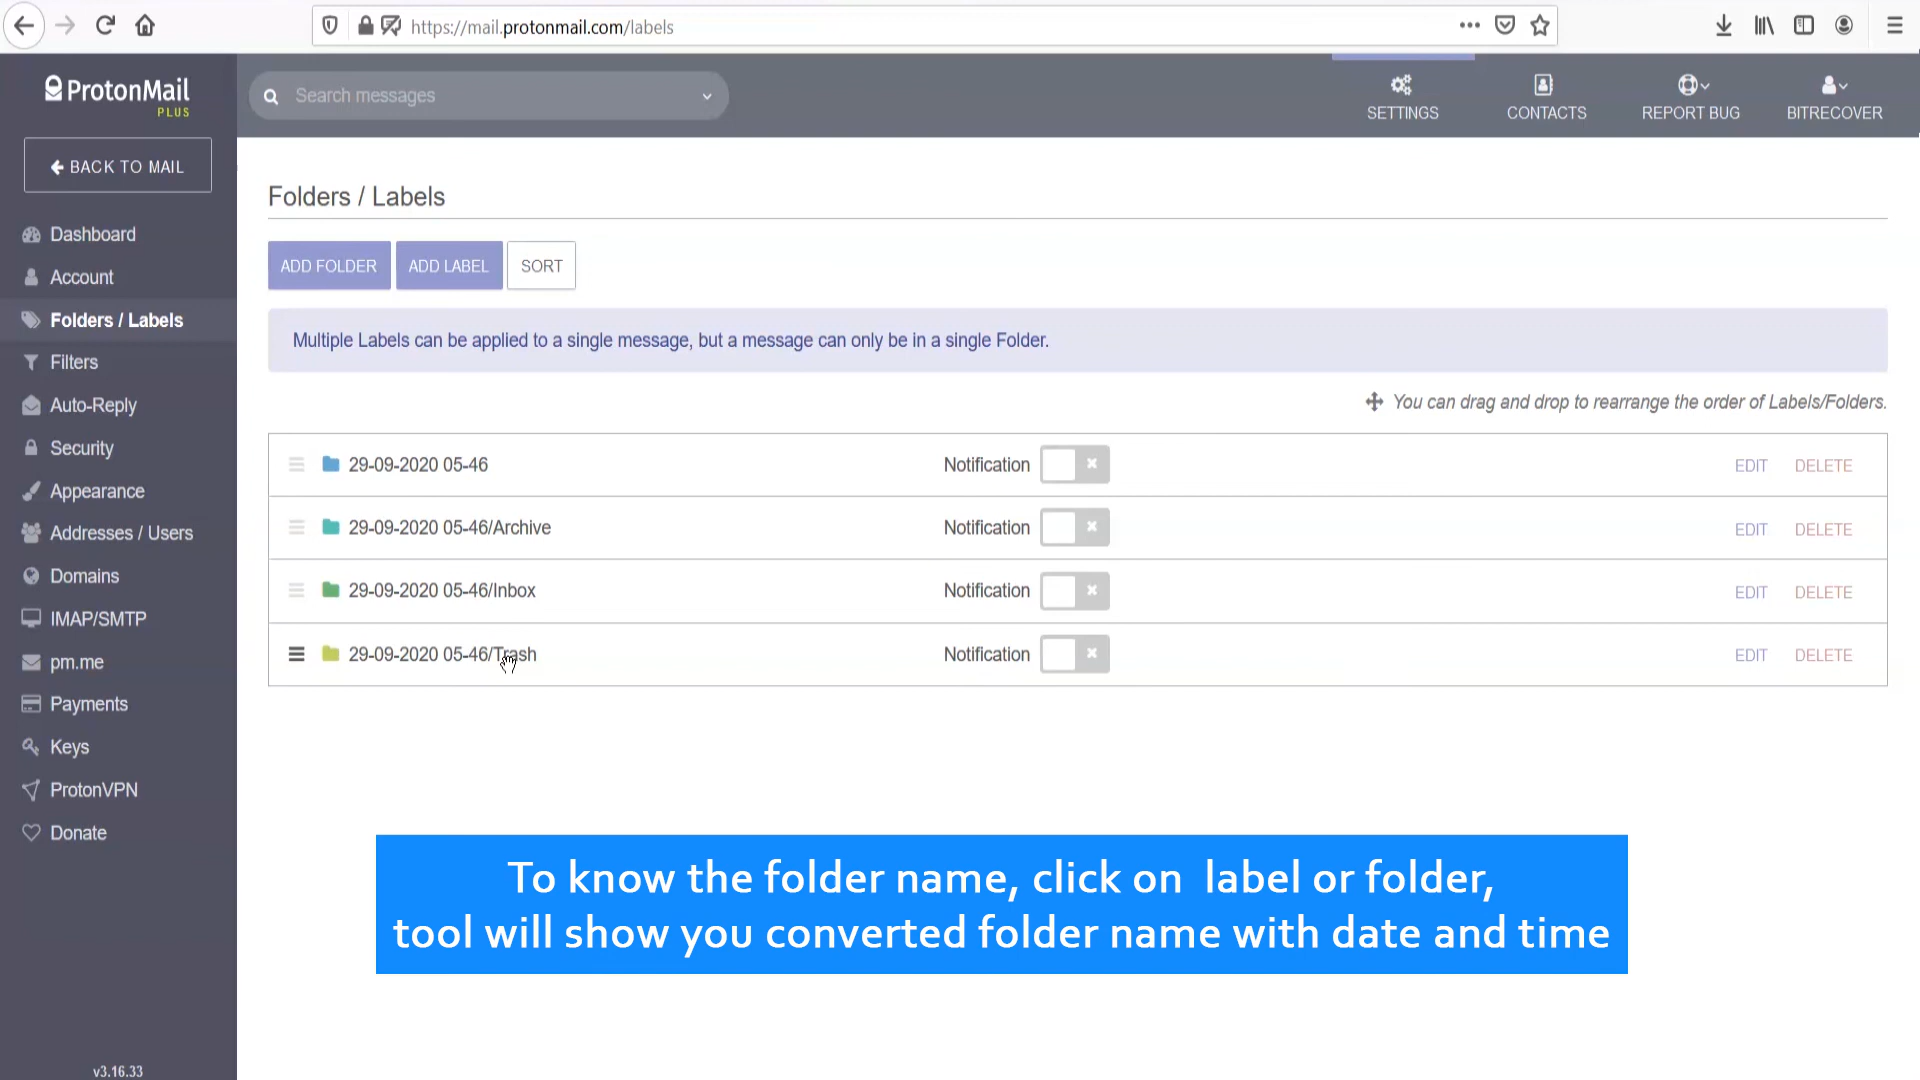 https://mail.protonmail.com/labels
ProtonMail
PLUS
Search messages
SETTINGS
CONTACTS
REPORT BUG
BITRECOVER
BACK TO MAIL
Dashboard
Account
Folders / Labels
Filters
Auto-Reply
Security
Appearance
Addresses / Users
Domains
IMAP/SMTP
pm.me
Payments
Keys
ProtonVPN
Donate
v3.16.33
Folders / Labels
ADD FOLDER
ADD LABEL
SORT
Multiple Labels can be applied to a single message, but a message can only be in a single Folder.
You can drag and drop to rearrange the order of Labels/Folders.
29-09-2020 05-46 Notification EDIT DELETE
29-09-2020 05-46/Archive Notification EDIT DELETE
29-09-2020 05-46/Inbox Notification EDIT DELETE
29-09-2020 05-46/Trash Notification EDIT DELETE
To know the folder name, click on label or folder,
tool will show you converted folder name with date and time